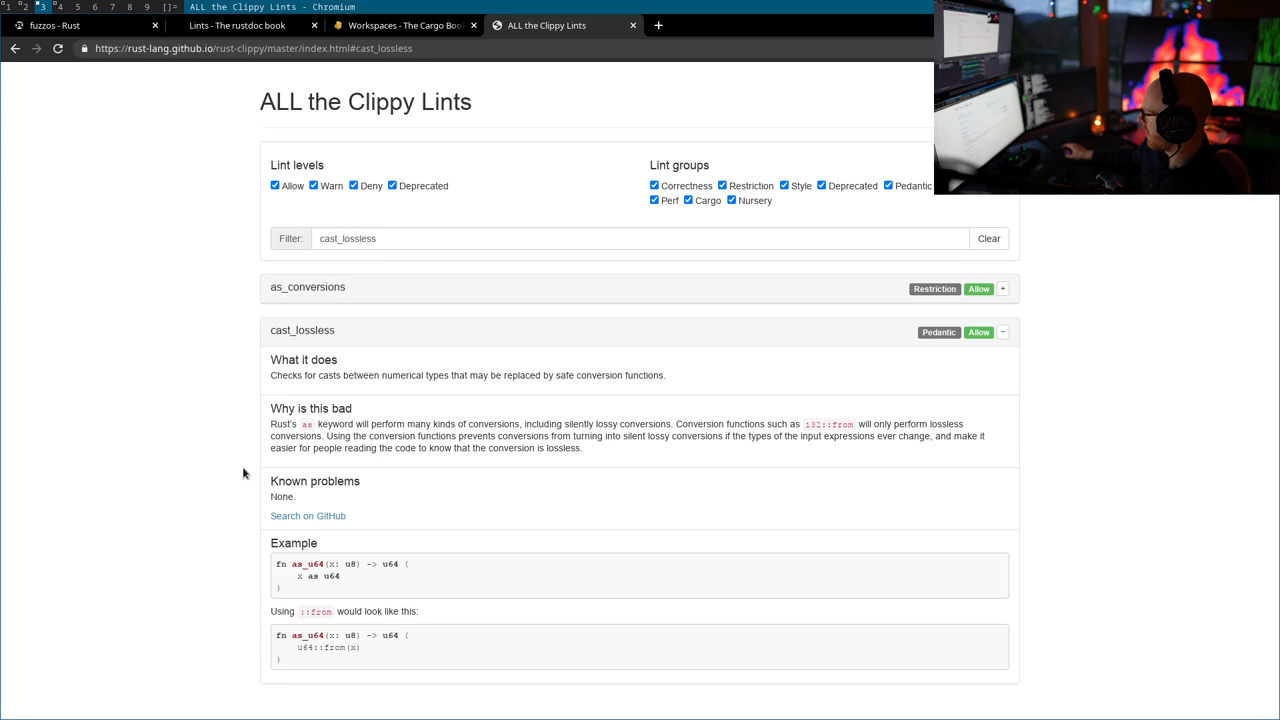 1 2 3 4 5 6 7 8 9 []= ALL the Clippy Lints - Chromium
fuzzos - Rust
Lints - The rustdoc book
Workspaces - The Cargo Boo
ALL the Clippy Lints
https://rust-lang.github.io/rust-clippy/master/index.html#cast_lossless
ALL the Clippy Lints
Lint levels
Allow Warn Deny Deprecated
Lint groups
Correctness Restriction Style Deprecated Pedantic
Perf Cargo Nursery
Filter: cast_lossless Clear
as_conversions Restriction Allow +
cast_lossless Pedantic Allow −
What it does
Checks for casts between numerical types that may be replaced by safe conversion functions.
Why is this bad
Rust's as keyword will perform many kinds of conversions, including silently lossy conversions. Conversion functions such as i32::from will only perform lossless
conversions. Using the conversion functions prevents conversions from turning into silent lossy conversions if the types of the input expressions ever change, and make it
easier for people reading the code to know that the conversion is lossless.
Known problems
None.
Search on GitHub
Example
fn as_u64(x: u8) -> u64 {
x as u64
}
Using ::from would look like this:
fn as_u64(x: u8) -> u64 {
u64::from(x)
}